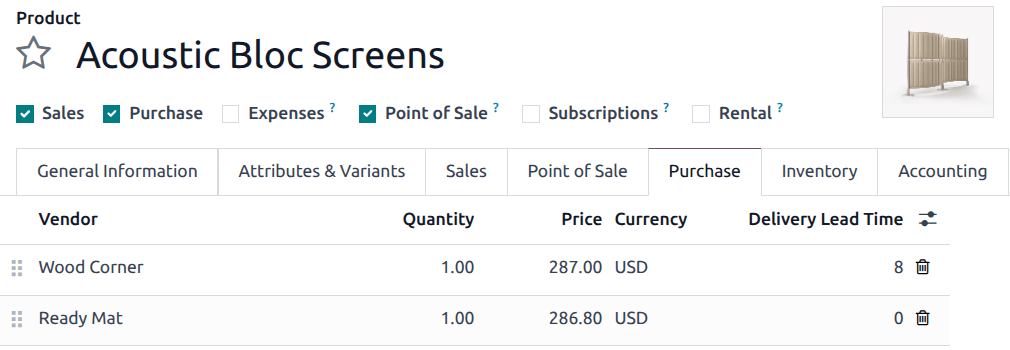 Product
Acoustic Bloc Screens
Sales Purchase Expenses ? Point of Sale ? Subscriptions ? Rental ?
General Information Attributes & Variants Sales Point of Sale Purchase Inventory Accounting
Vendor Quantity Price Currency Delivery Lead Time
Wood Corner 1.00 287.00 USD 8
Ready Mat 1.00 286.80 USD 0